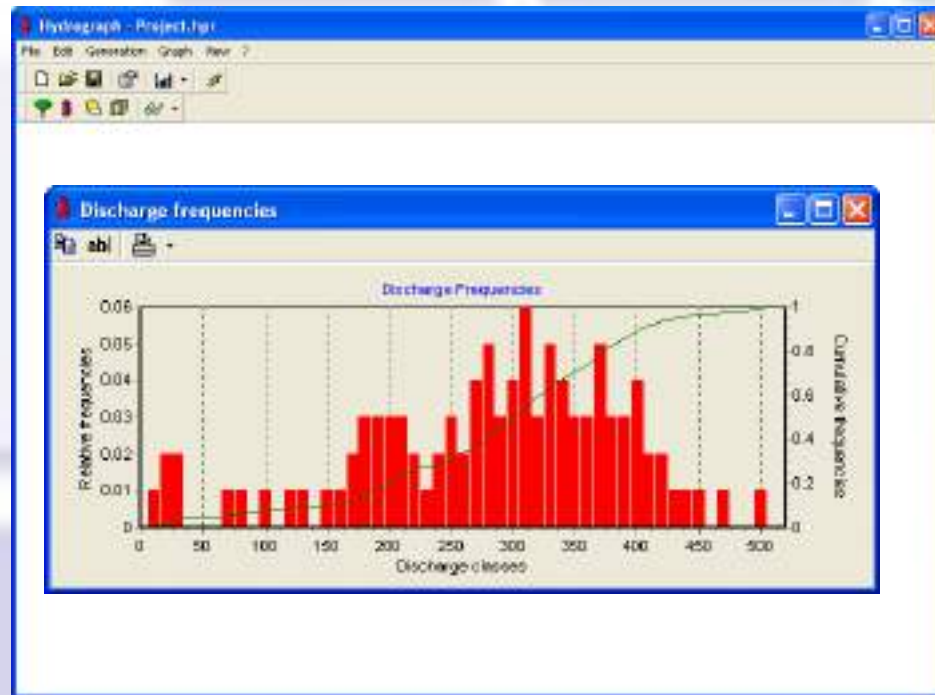 Hydrograph - Project.hpr
File Edit Generation Graph View ?
Discharge frequencies
ab|
Discharge Frequencies
0.06
0.05
0.04
0.03
0.02
0.01
0
Relative frequencies
1
0.8
0.6
0.4
0.2
0
Cumulative frequencies
0 50 100 150 200 250 300 350 400 450 500
Discharge classes